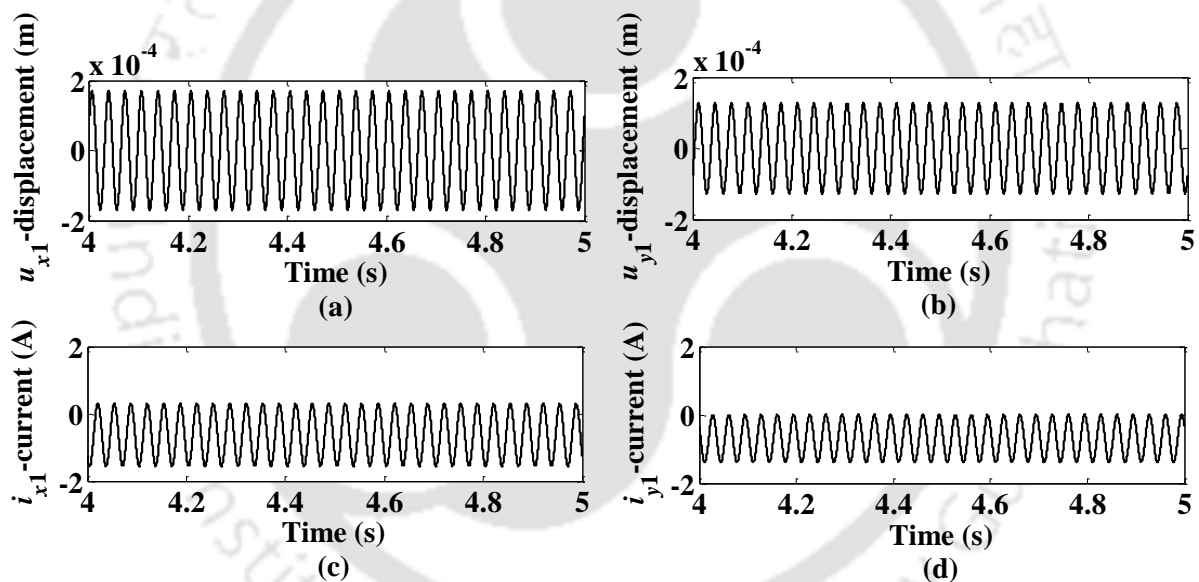 x 10⁻⁴
u_x1-displacement (m)
2
0
-2
4 4.2 4.4 4.6 4.8 5
Time (s)
(a)
x 10⁻⁴
u_y1-displacement (m)
2
0
-2
4 4.2 4.4 4.6 4.8 5
Time (s)
(b)
i_x1-current (A)
2
0
-2
4 4.2 4.4 4.6 4.8 5
Time (s)
(c)
i_y1-current (A)
2
0
-2
4 4.2 4.4 4.6 4.8 5
Time (s)
(d)